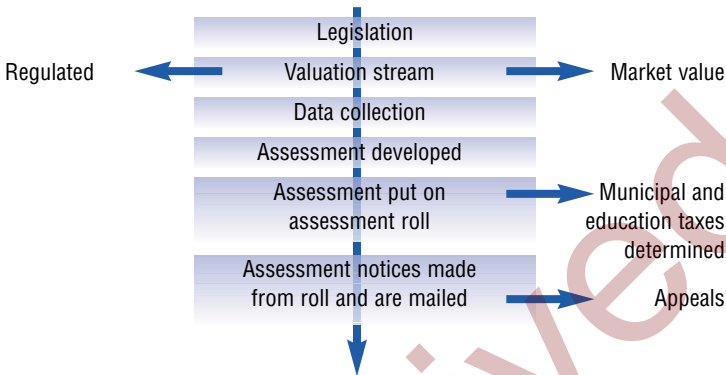 Legislation
Regulated
Valuation stream
Market value
Data collection
Assessment developed
Assessment put on
assessment roll
Municipal and
education taxes
determined
Assessment notices made
from roll and are mailed
Appeals